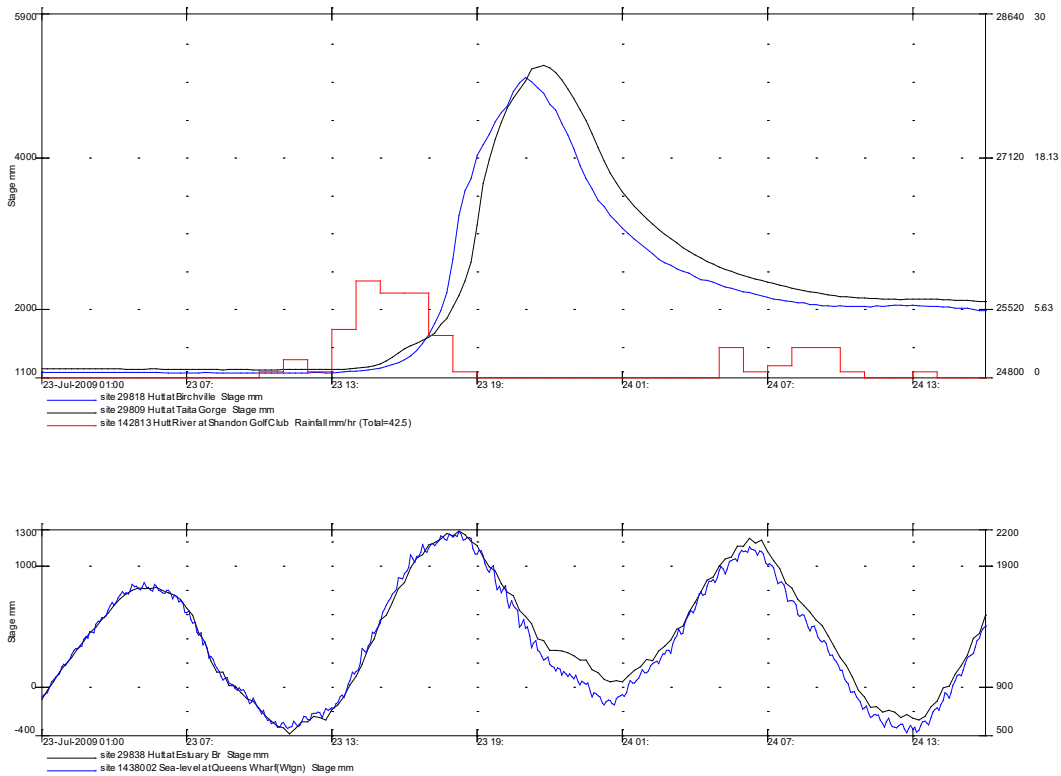 5900
28640 30
4000
27120 18.13
Stage mm
2000
25520 5.63
1100
24800 0
23-Jul-2009 01:00 23 07: 23 13: 23 19: 24 01: 24 07: 24 13:
site 29818 Hutt at Birchville Stage mm
site 29809 Hutt at Taita Gorge Stage mm
site 142813 Hutt River at Shandon Golf Club Rainfall mm/hr (Total=42.5)
1300
2200
1000
1900
Stage mm
0
900
-400
500
23-Jul-2009 01:00 23 07: 23 13: 23 19: 24 01: 24 07: 24 13:
site 29838 Hutt at Estuary Br Stage mm
site 1438002 Sea-level at Queens Wharf(Wtgn) Stage mm